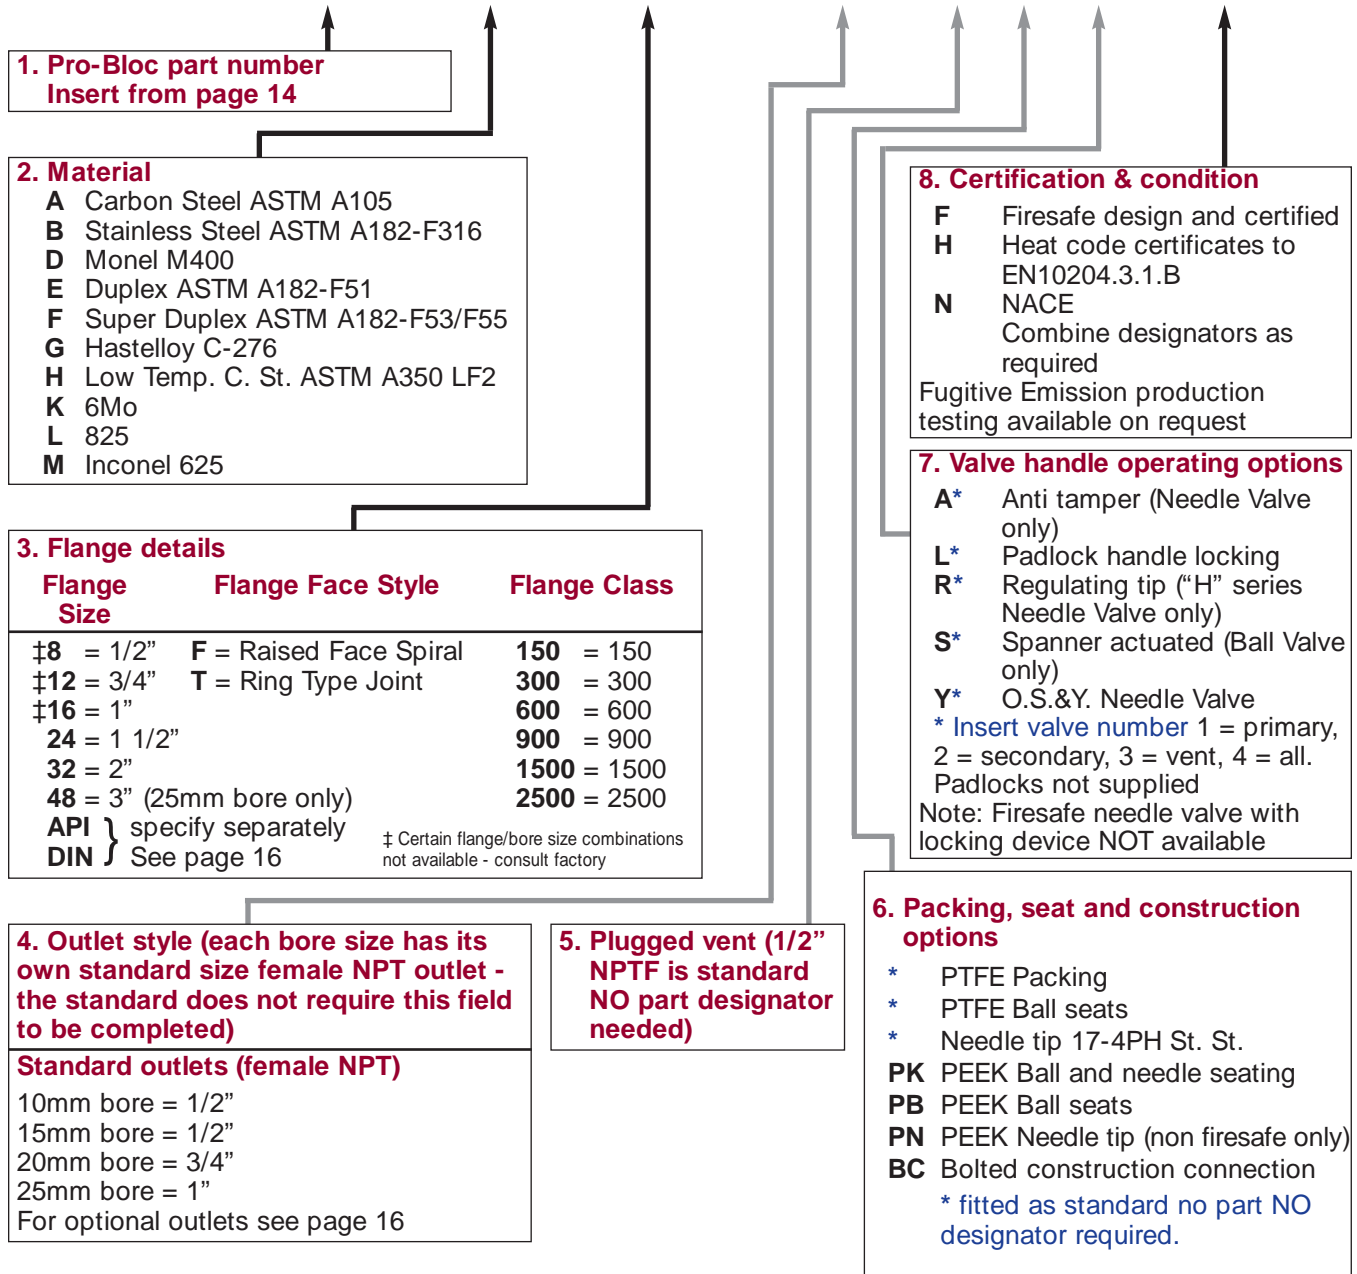 1. Pro-Bloc part number
Insert from page 14
2. Material
A Carbon Steel ASTM A105
B Stainless Steel ASTM A182-F316
D Monel M400
E Duplex ASTM A182-F51
F Super Duplex ASTM A182-F53/F55
G Hastelloy C-276
H Low Temp. C. St. ASTM A350 LF2
K 6Mo
L 825
M Inconel 625
3. Flange details
Flange Size Flange Face Style Flange Class
‡8 = 1/2” F = Raised Face Spiral 150 = 150
‡12 = 3/4” T = Ring Type Joint 300 = 300
‡16 = 1” 600 = 600
24 = 1 1/2” 900 = 900
32 = 2” 1500 = 1500
48 = 3” (25mm bore only) 2500 = 2500
API } specify separately
DIN } See page 16
‡ Certain flange/bore size combinations
not available - consult factory
4. Outlet style (each bore size has its
own standard size female NPT outlet -
the standard does not require this field
to be completed)
Standard outlets (female NPT)
10mm bore = 1/2”
15mm bore = 1/2”
20mm bore = 3/4”
25mm bore = 1”
For optional outlets see page 16
5. Plugged vent (1/2”
NPTF is standard
NO part designator
needed)
6. Packing, seat and construction
options
* PTFE Packing
* PTFE Ball seats
* Needle tip 17-4PH St. St.
PK PEEK Ball and needle seating
PB PEEK Ball seats
PN PEEK Needle tip (non firesafe only)
BC Bolted construction connection
* fitted as standard no part NO
designator required.
7. Valve handle operating options
A* Anti tamper (Needle Valve
only)
L* Padlock handle locking
R* Regulating tip (“H” series
Needle Valve only)
S* Spanner actuated (Ball Valve
only)
Y* O.S.&Y. Needle Valve
* Insert valve number 1 = primary,
2 = secondary, 3 = vent, 4 = all.
Padlocks not supplied
Note: Firesafe needle valve with
locking device NOT available
8. Certification & condition
F Firesafe design and certified
H Heat code certificates to
EN10204.3.1.B
N NACE
Combine designators as
required
Fugitive Emission production
testing available on request